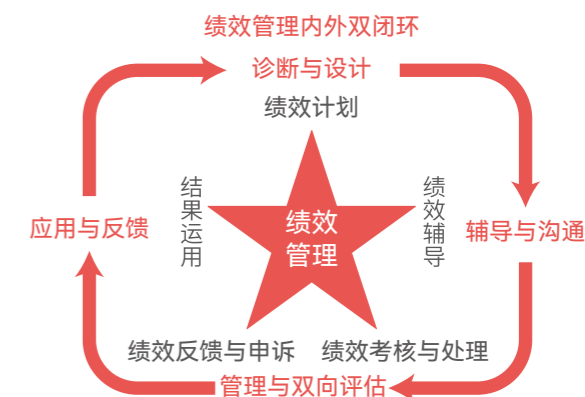 绩效管理内外双闭环
诊断与设计
绩效计划
结果运用
绩效辅导
应用与反馈
绩效
管理
辅导与沟通
绩效反馈与申诉
绩效考核与处理
管理与双向评估